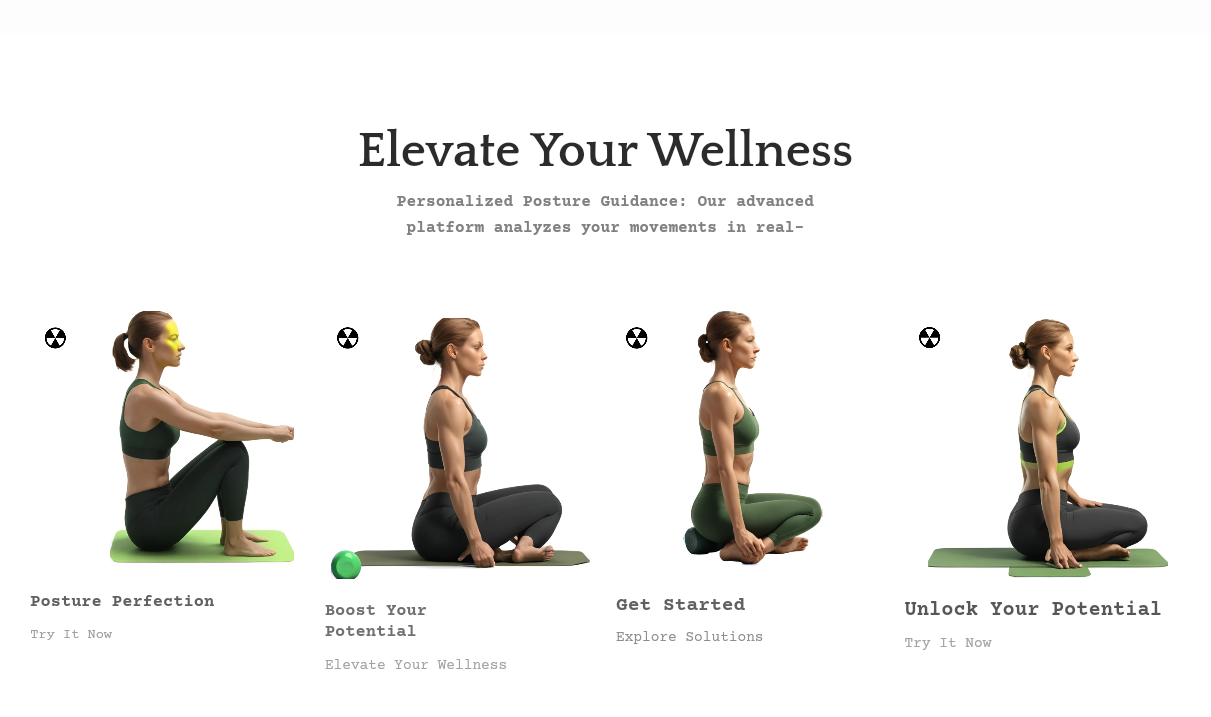 Elevate Your Wellness
Personalized Posture Guidance: Our advanced
platform analyzes your movements in real-
Posture Perfection
Try It Now
Boost Your
Potential
Elevate Your Wellness
Get Started
Explore Solutions
Unlock Your Potential
Try It Now